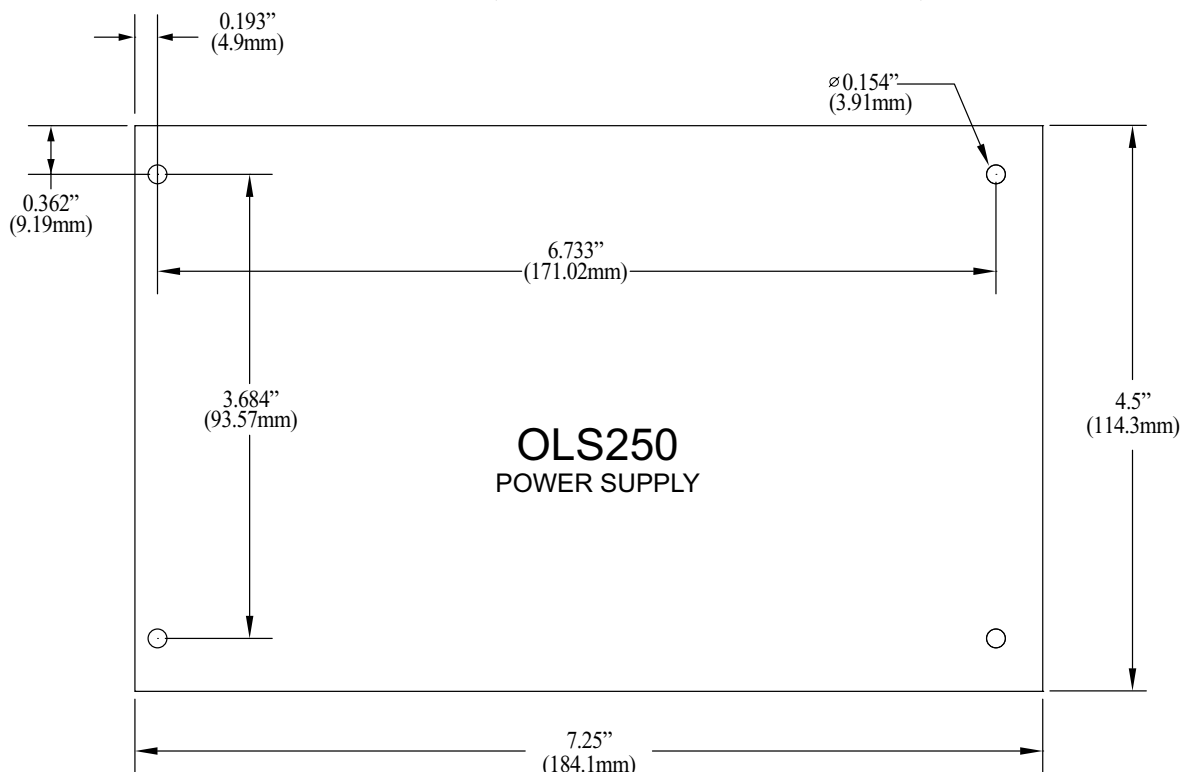 0.193”
(4.9mm)
⌀0.154”
(3.91mm)
0.362”
(9.19mm)
6.733”
(171.02mm)
3.684”
(93.57mm)
4.5”
(114.3mm)
OLS250
POWER SUPPLY
7.25”
(184.1mm)